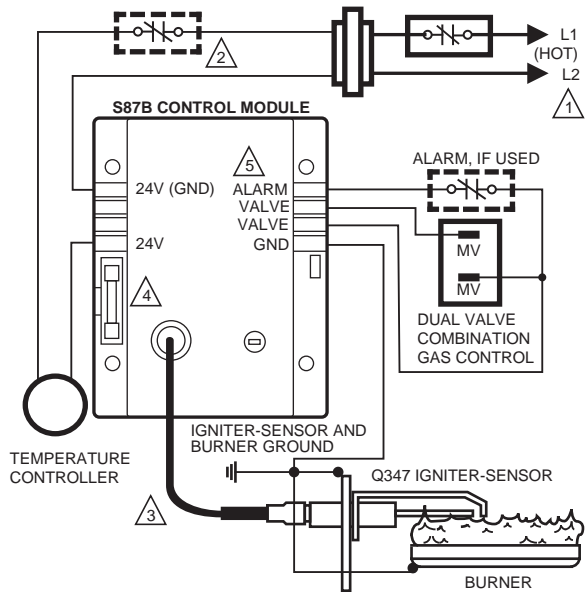 L1
(HOT)
L2
1
2
S87B CONTROL MODULE
5
24V (GND)
ALARM
VALVE
VALVE
24V
GND
4
ALARM, IF USED
MV
MV
DUAL VALVE
COMBINATION
GAS CONTROL
TEMPERATURE
CONTROLLER
IGNITER-SENSOR AND
BURNER GROUND
3
Q347 IGNITER-SENSOR
BURNER